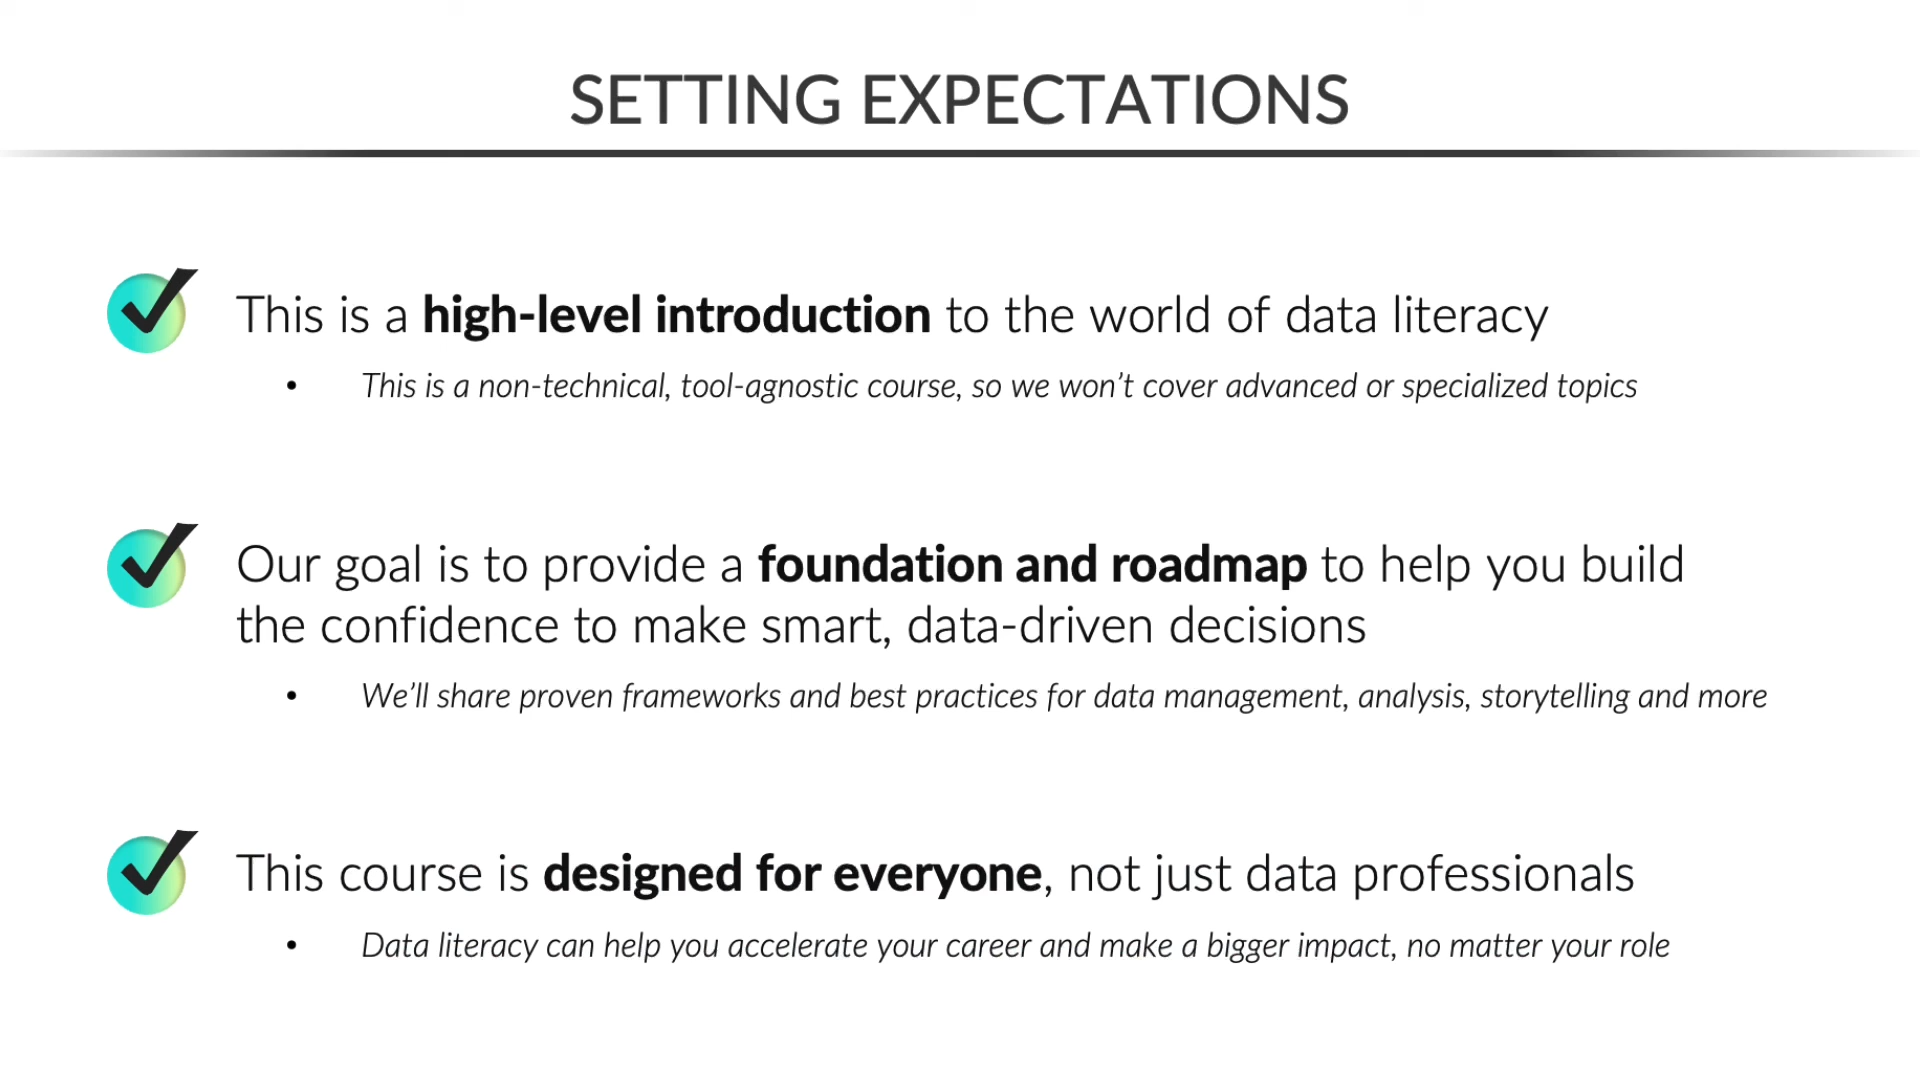 SETTING EXPECTATIONS
This is a high-level introduction to the world of data literacy
• This is a non-technical, tool-agnostic course, so we won’t cover advanced or specialized topics
Our goal is to provide a foundation and roadmap to help you build
the confidence to make smart, data-driven decisions
• We’ll share proven frameworks and best practices for data management, analysis, storytelling and more
This course is designed for everyone, not just data professionals
• Data literacy can help you accelerate your career and make a bigger impact, no matter your role